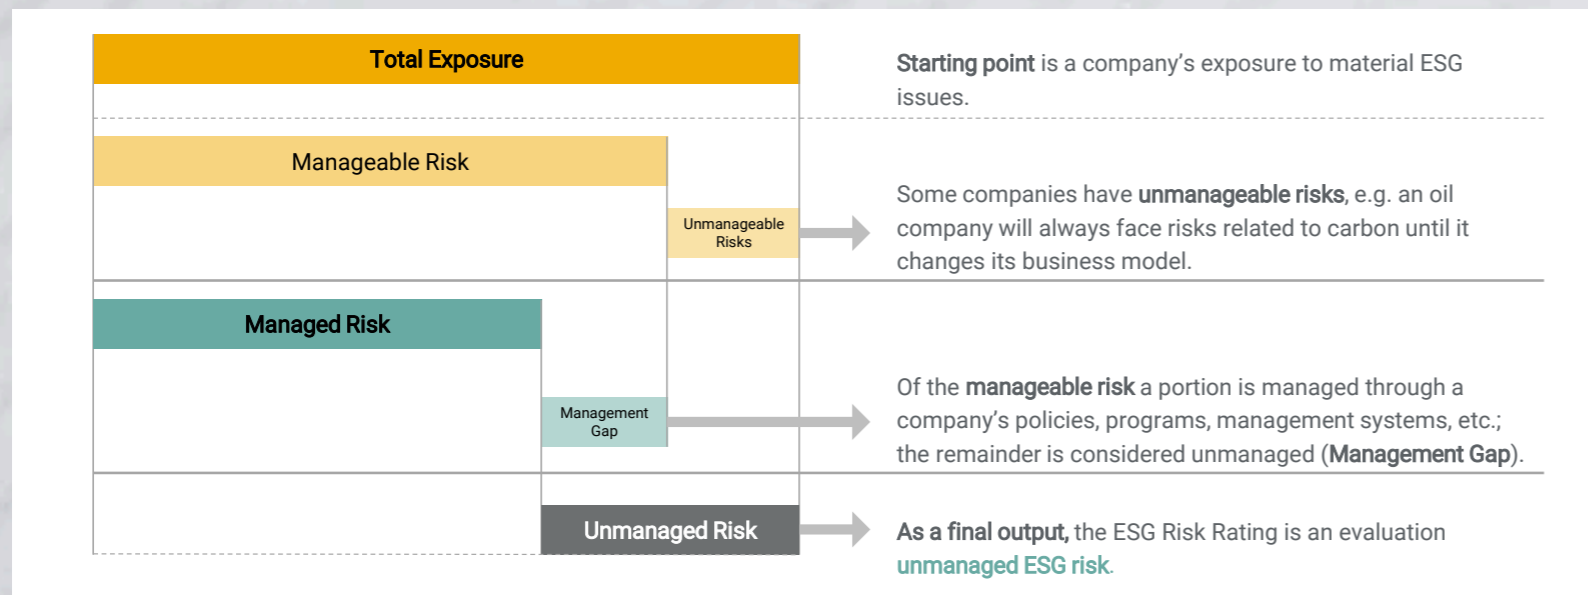 Total Exposure
Starting point is a company's exposure to material ESG
issues.
Manageable Risk
Unmanageable
Risks
Some companies have unmanageable risks, e.g. an oil
company will always face risks related to carbon until it
changes its business model.
Managed Risk
Management
Gap
Of the manageable risk a portion is managed through a
company's policies, programs, management systems, etc.;
the remainder is considered unmanaged (Management Gap).
Unmanaged Risk
As a final output, the ESG Risk Rating is an evaluation
unmanaged ESG risk.